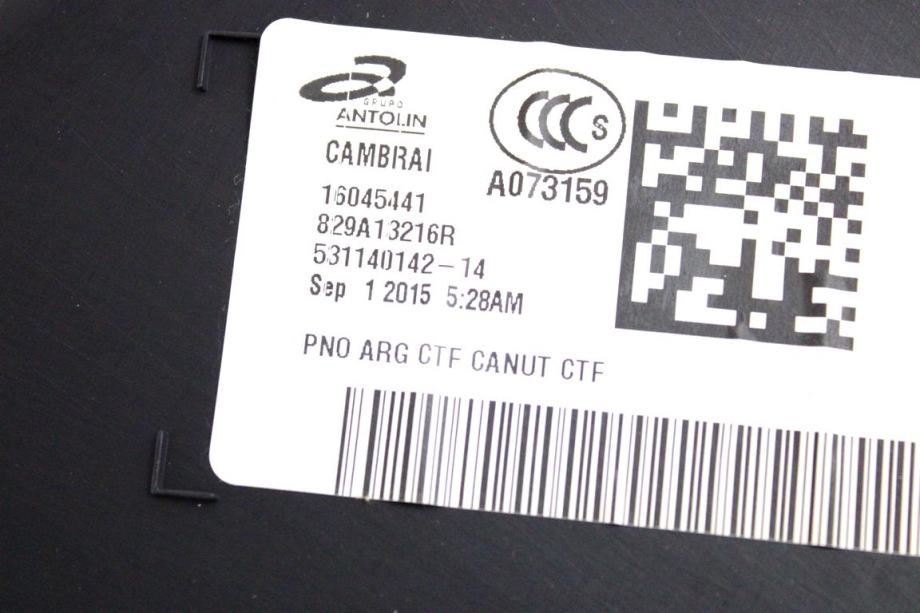 GRUPO
ANTOLIN
CCC S
CAMBRAI
A073159
16045441
829A13216R
531140142-14
Sep 1 2015 5:28AM
PNO ARG CTF CANUT CTF